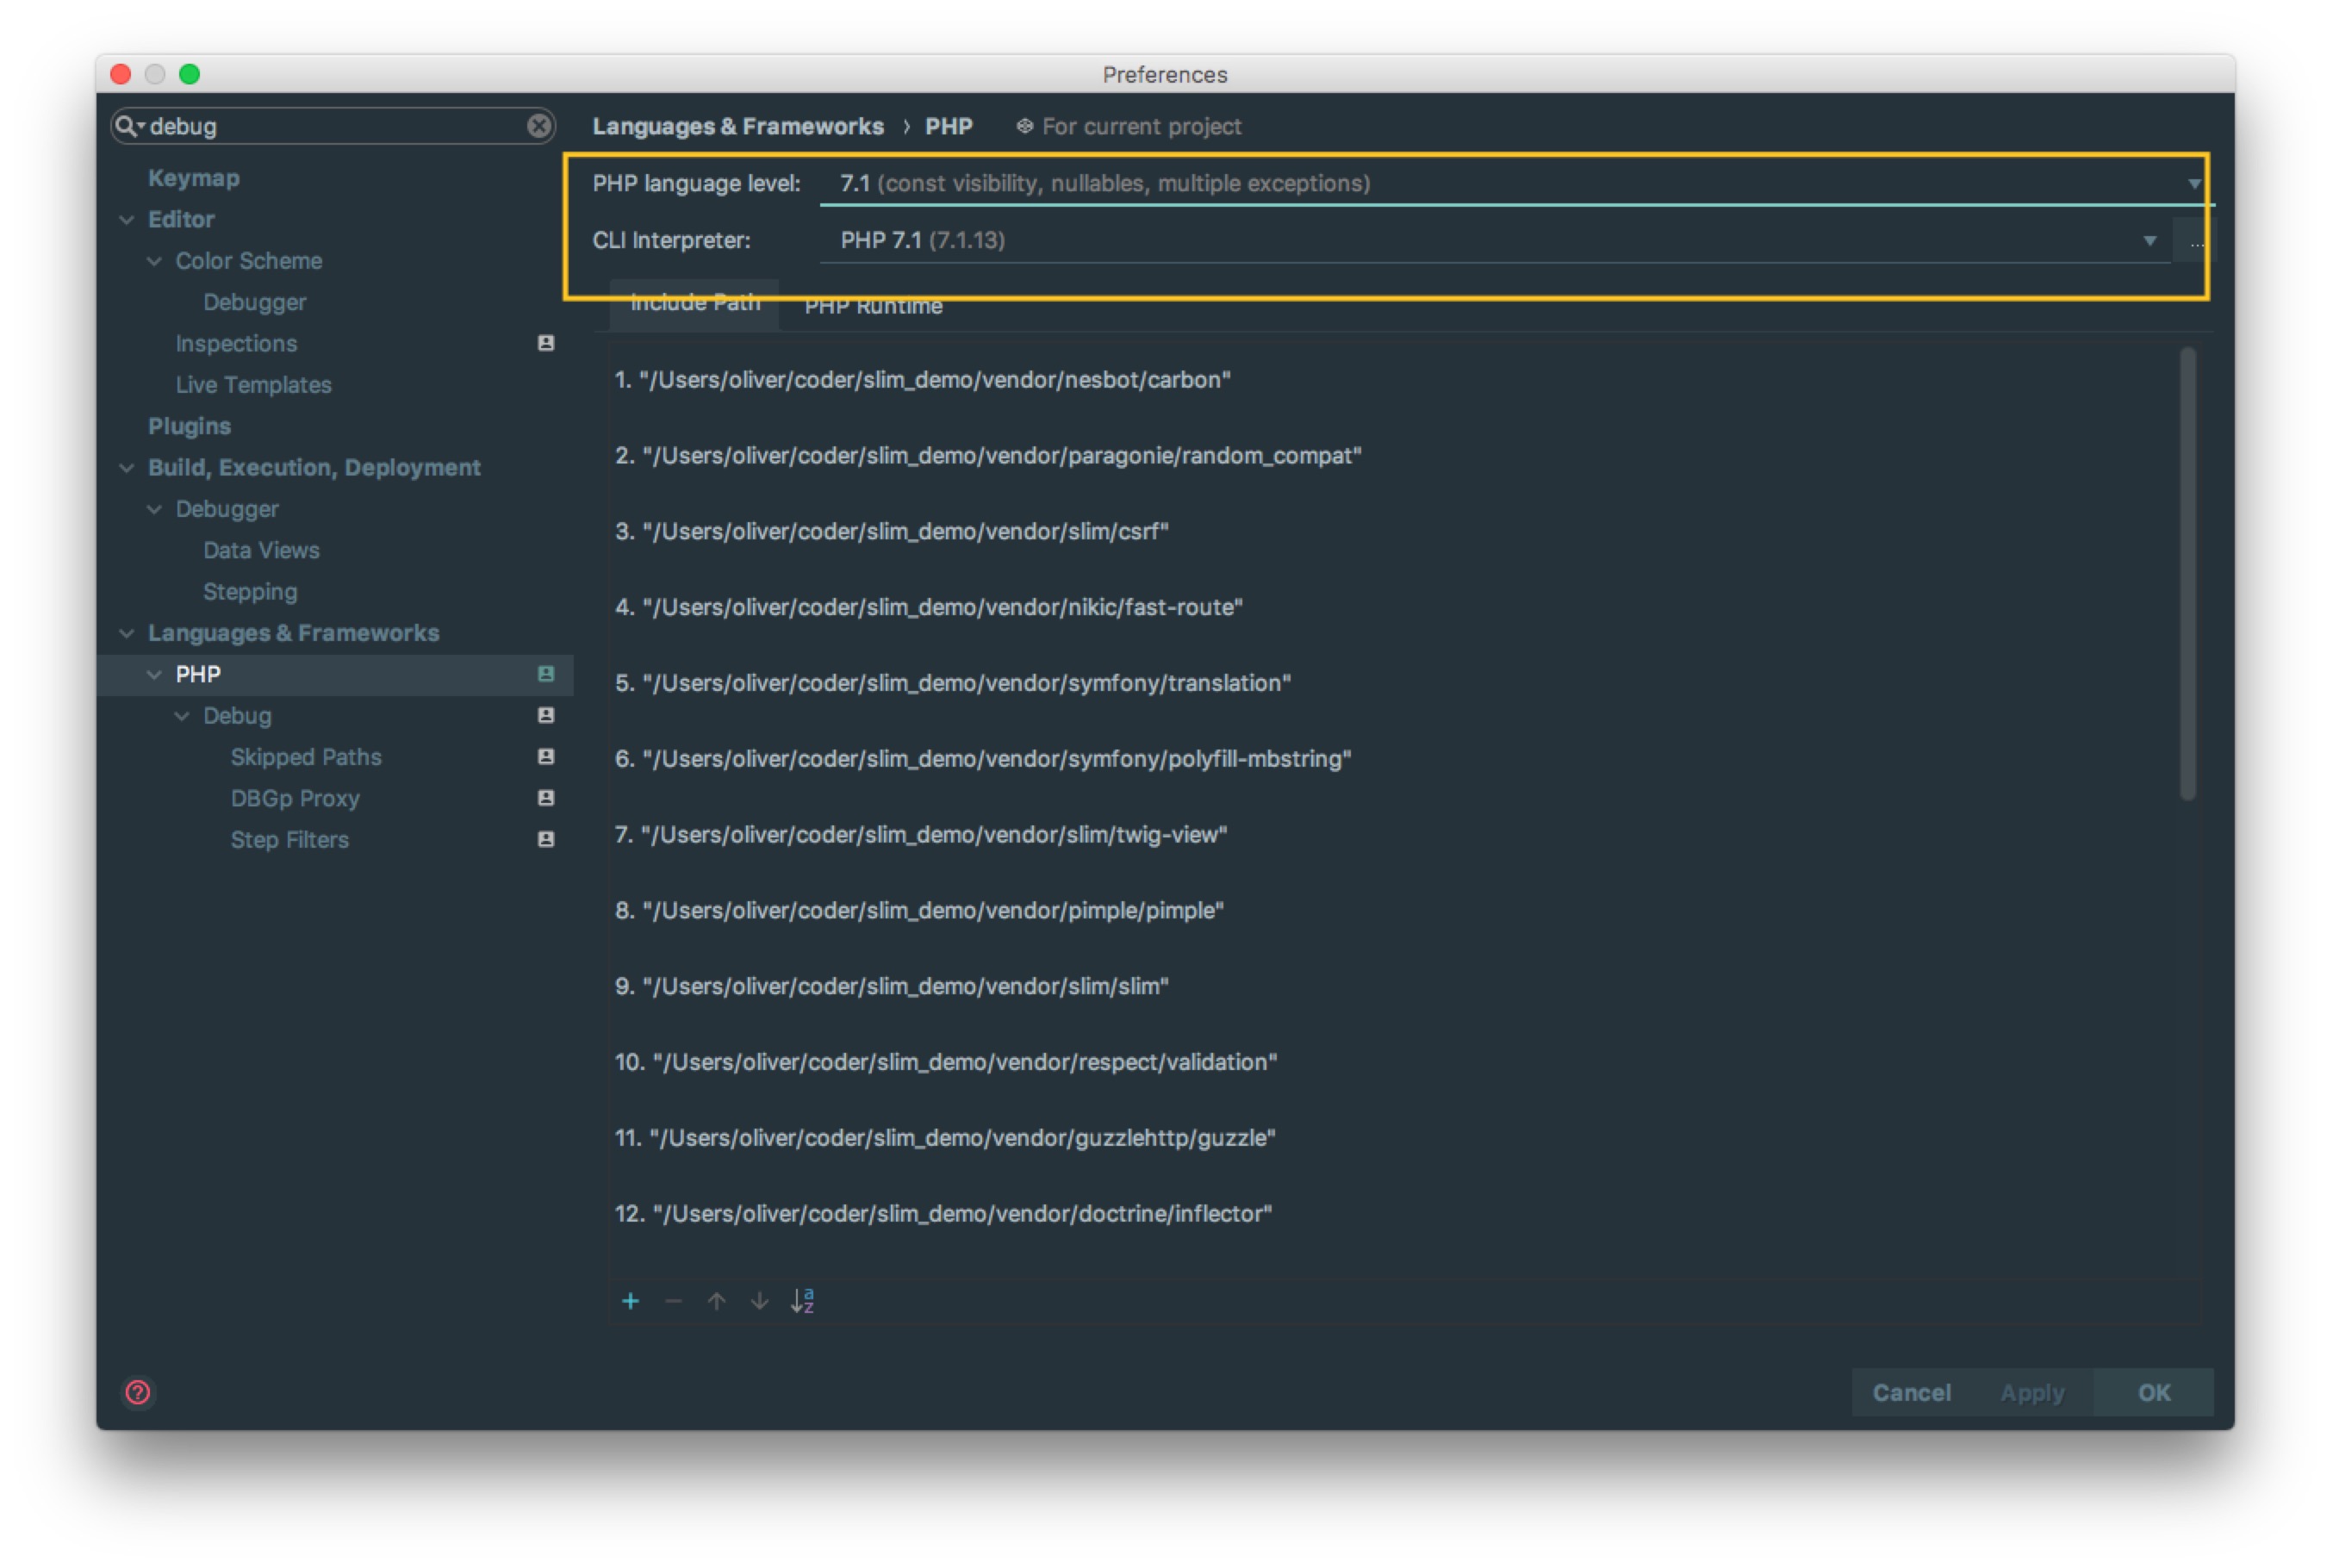 Preferences
debug
Keymap
Editor
Color Scheme
Debugger
Inspections
Live Templates
Plugins
Build, Execution, Deployment
Debugger
Data Views
Stepping
Languages & Frameworks
PHP
Debug
Skipped Paths
DBGp Proxy
Step Filters
Languages & Frameworks › PHP For current project
PHP language level: 7.1 (const visibility, nullables, multiple exceptions)
CLI Interpreter: PHP 7.1 (7.1.13) ...
Include Path PHP Runtime
1. "/Users/oliver/coder/slim_demo/vendor/nesbot/carbon"
2. "/Users/oliver/coder/slim_demo/vendor/paragonie/random_compat"
3. "/Users/oliver/coder/slim_demo/vendor/slim/csrf"
4. "/Users/oliver/coder/slim_demo/vendor/nikic/fast-route"
5. "/Users/oliver/coder/slim_demo/vendor/symfony/translation"
6. "/Users/oliver/coder/slim_demo/vendor/symfony/polyfill-mbstring"
7. "/Users/oliver/coder/slim_demo/vendor/slim/twig-view"
8. "/Users/oliver/coder/slim_demo/vendor/pimple/pimple"
9. "/Users/oliver/coder/slim_demo/vendor/slim/slim"
10. "/Users/oliver/coder/slim_demo/vendor/respect/validation"
11. "/Users/oliver/coder/slim_demo/vendor/guzzlehttp/guzzle"
12. "/Users/oliver/coder/slim_demo/vendor/doctrine/inflector"
Cancel Apply OK